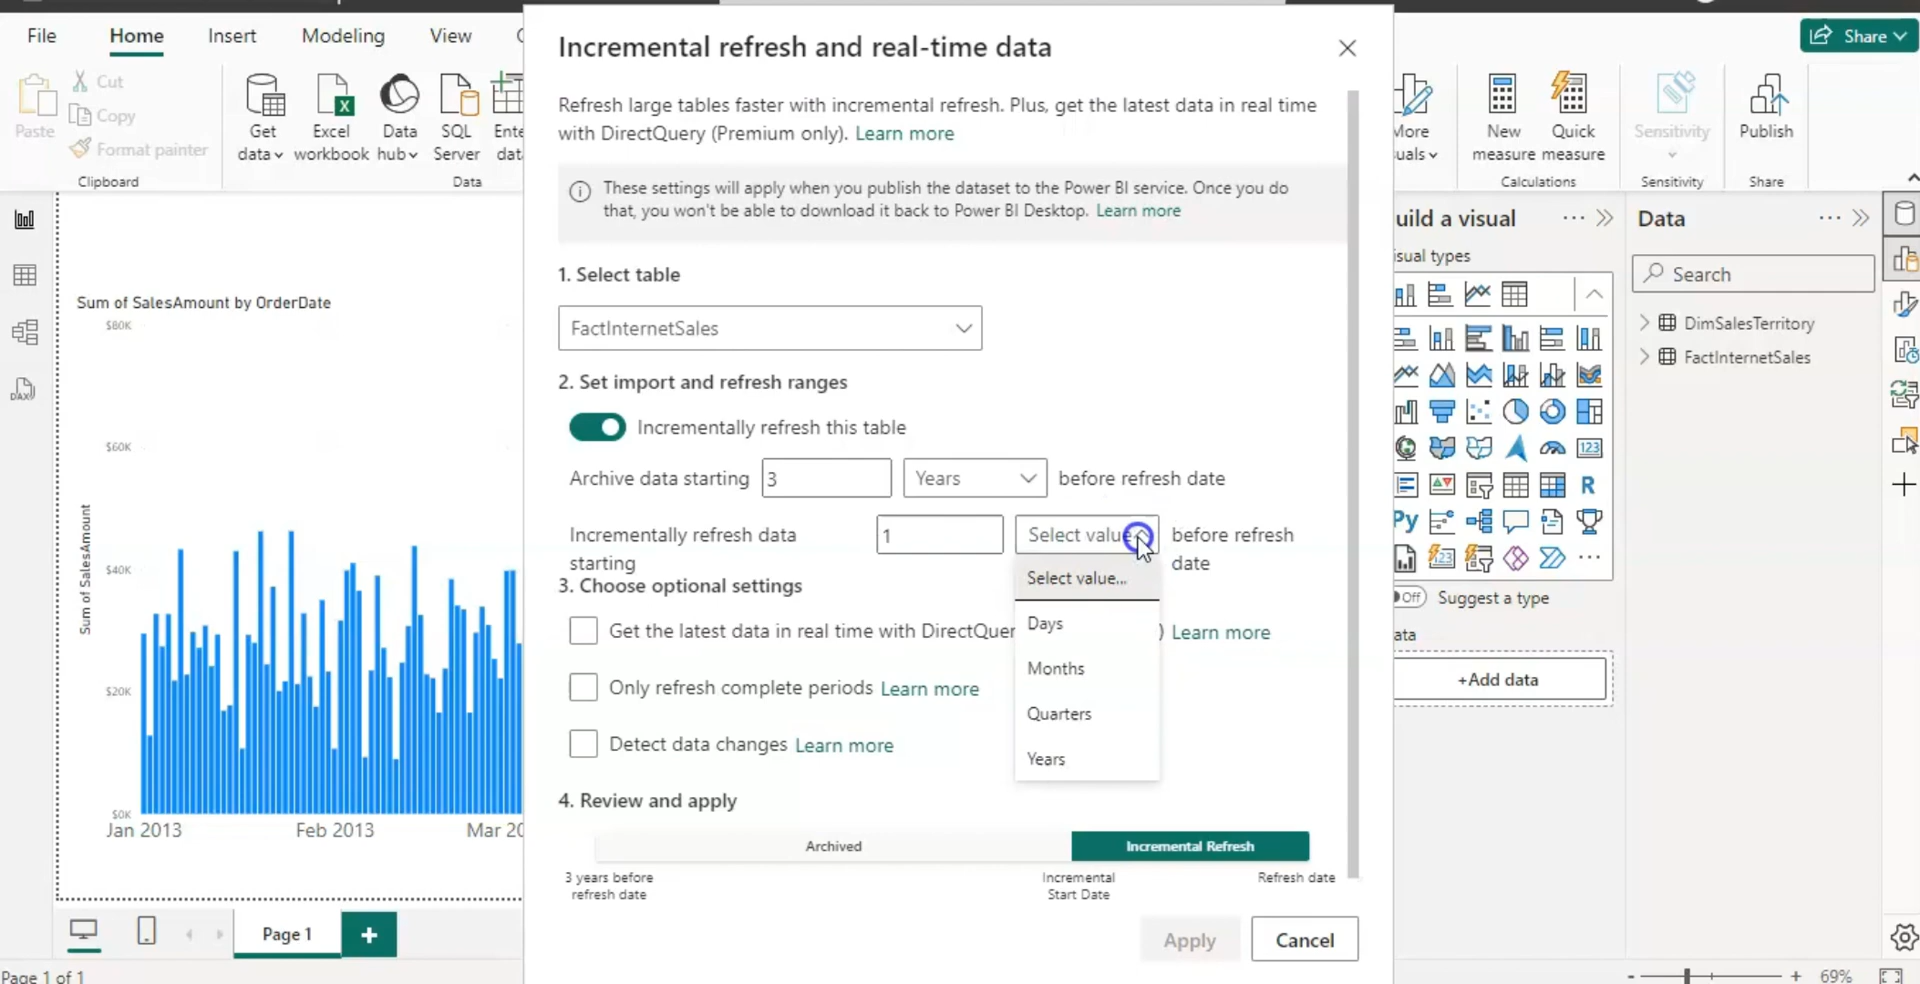 File
Home
Insert
Modeling
View
Share
Paste
Cut
Copy
Format painter
Clipboard
Get
data
Excel
workbook
Data
hub
SQL
Server
Data
Incremental refresh and real-time data
Refresh large tables faster with incremental refresh. Plus, get the latest data in real time
with DirectQuery (Premium only). Learn more
These settings will apply when you publish the dataset to the Power BI service. Once you do
that, you won't be able to download it back to Power BI Desktop. Learn more
1. Select table
FactInternetSales
2. Set import and refresh ranges
Incrementally refresh this table
Archive data starting 3 Years before refresh date
Incrementally refresh data 1 Select value before refresh
starting date
Select value...
Days
Months
Quarters
Years
3. Choose optional settings
Get the latest data in real time with DirectQuer ) Learn more
Only refresh complete periods Learn more
Detect data changes Learn more
4. Review and apply
Archived
Incremental Refresh
3 years before
refresh date
Incremental
Start Date
Refresh date
Apply
Cancel
New
measure
Quick
measure
Calculations
Sensitivity
Sensitivity
Publish
Share
uild a visual
isual types
Suggest a type
Off
Py
R
123
+Add data
Data
Search
DimSalesTerritory
FactInternetSales
DAX
Sum of SalesAmount by OrderDate
Sum of SalesAmount
$80K
$60K
$40K
$20K
$0K
Jan 2013
Feb 2013
Mar 20
Page 1
Page 1 of 1
- + 69%